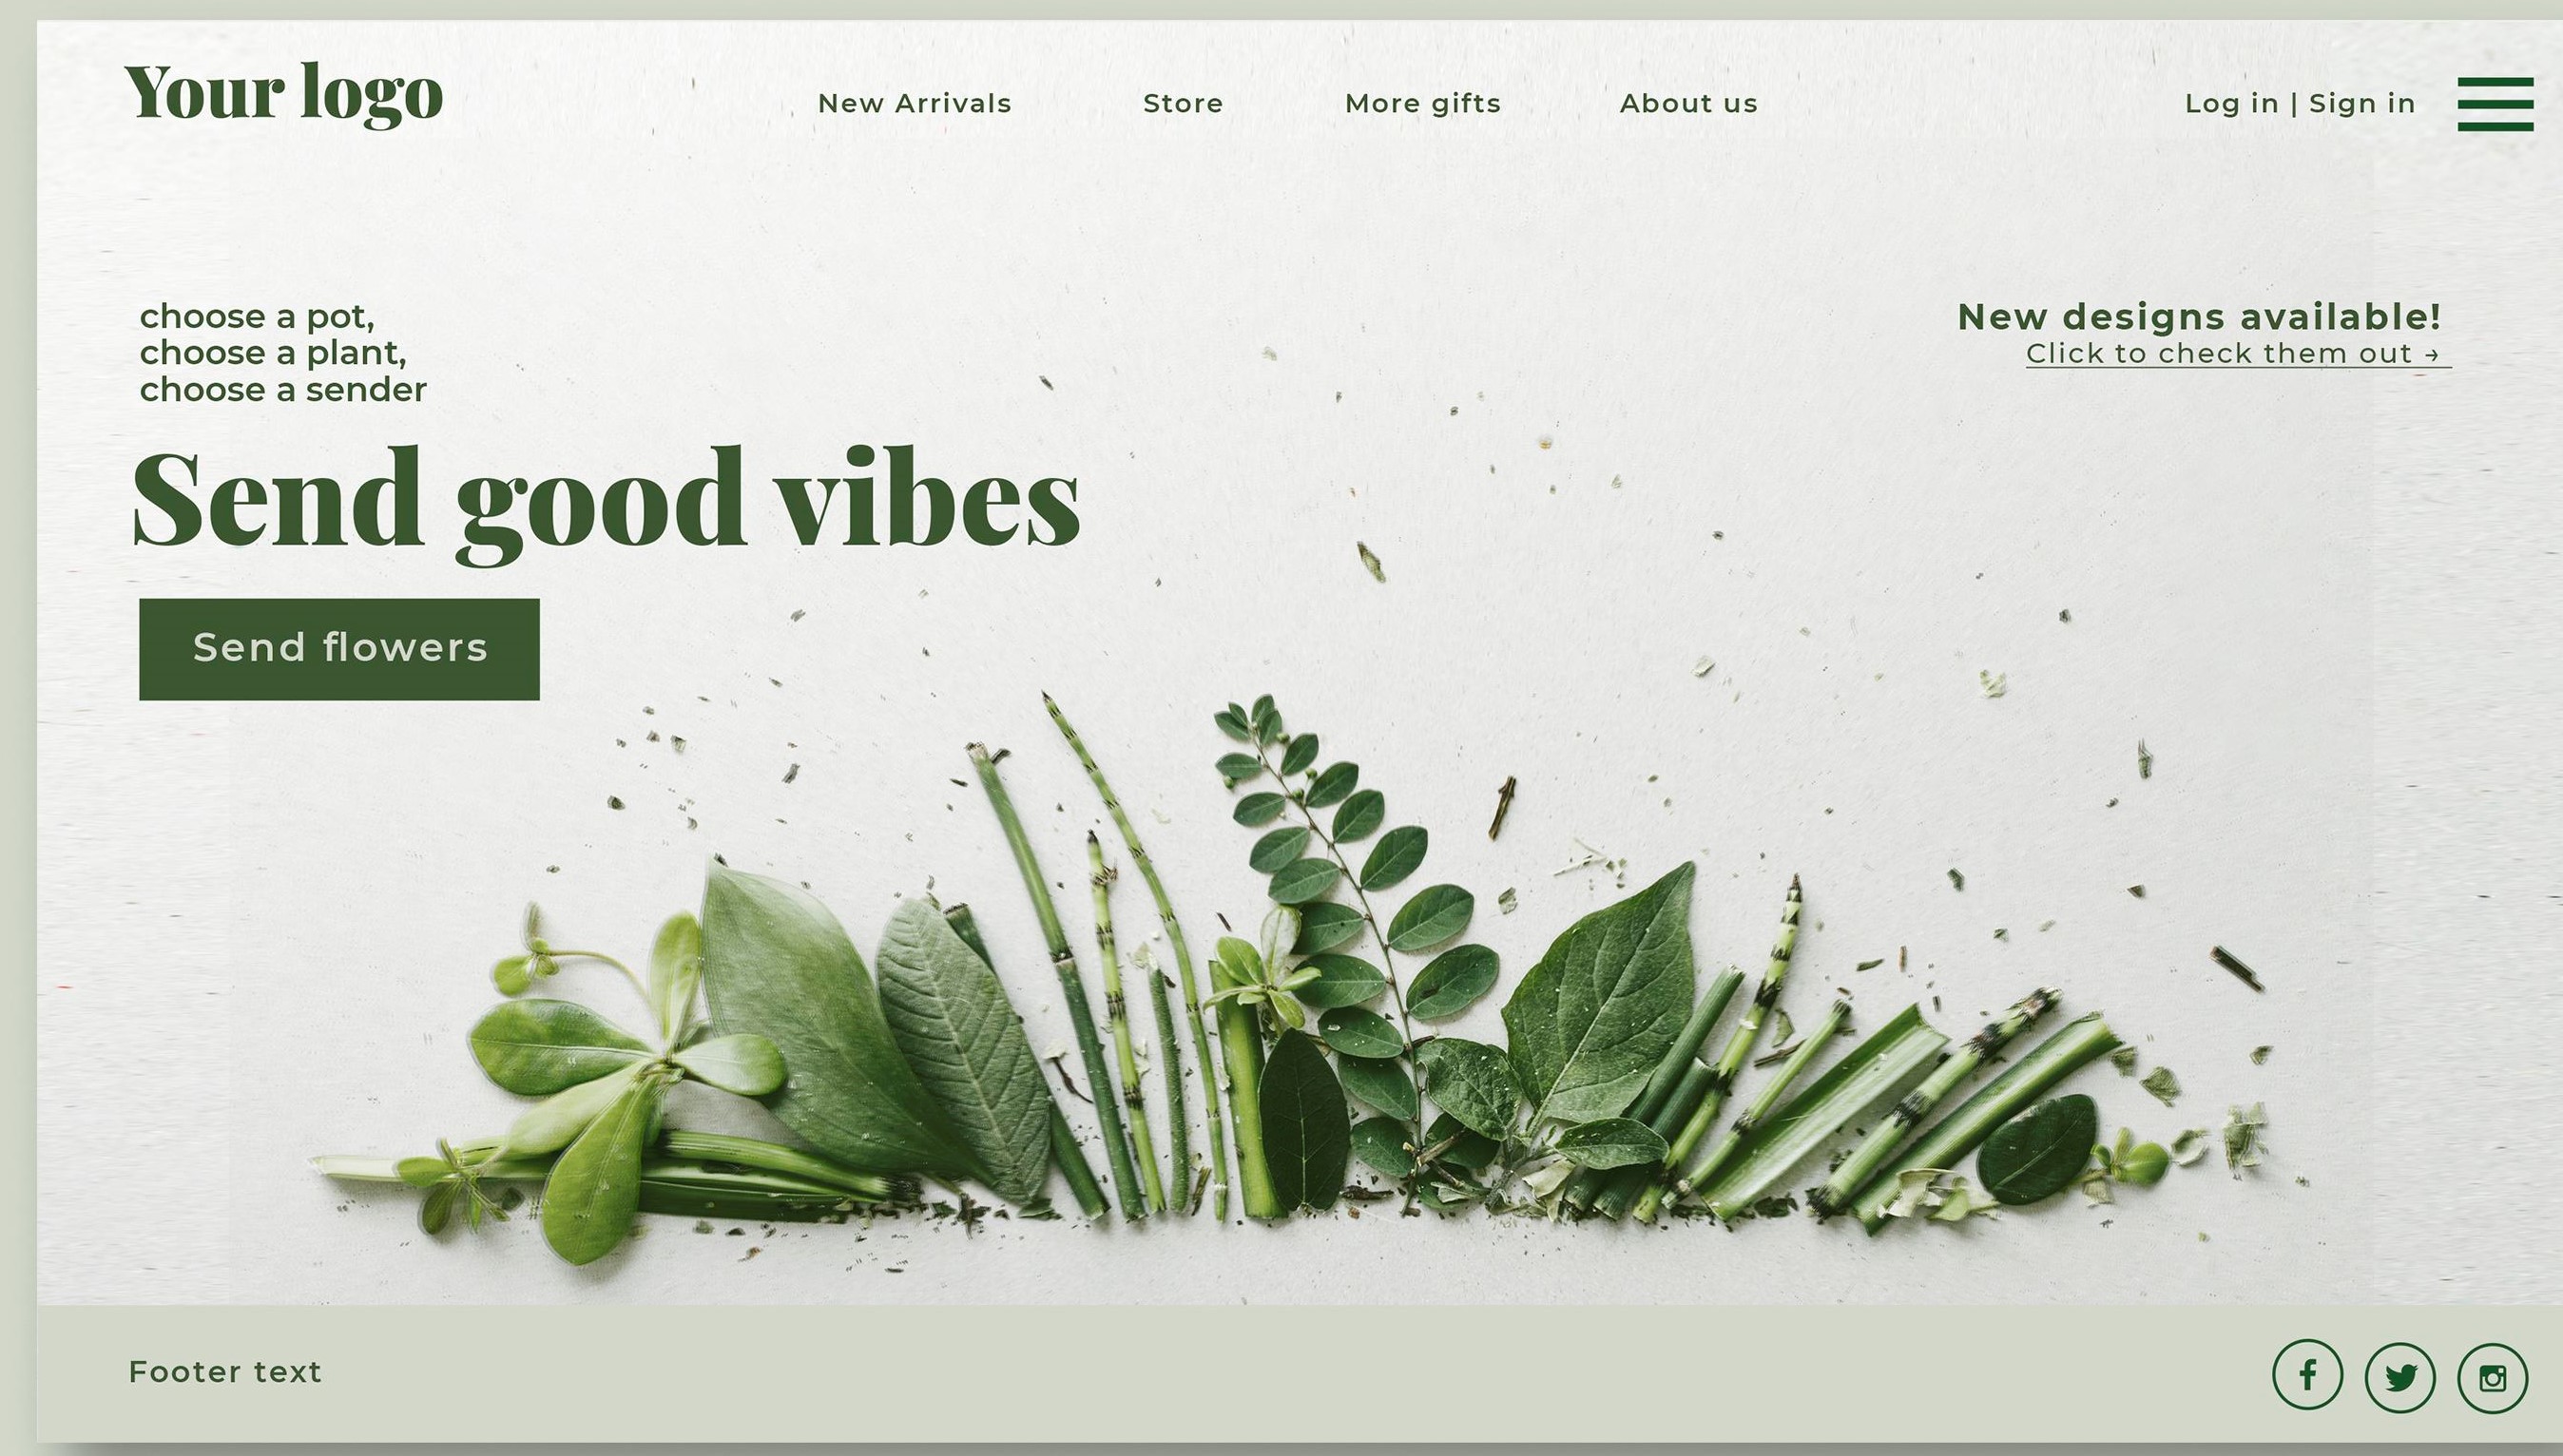 Your logo
New Arrivals
Store
More gifts
About us
Log in | Sign in
choose a pot,
choose a plant,
choose a sender
New designs available!
Click to check them out →
Send good vibes
Send flowers
Footer text